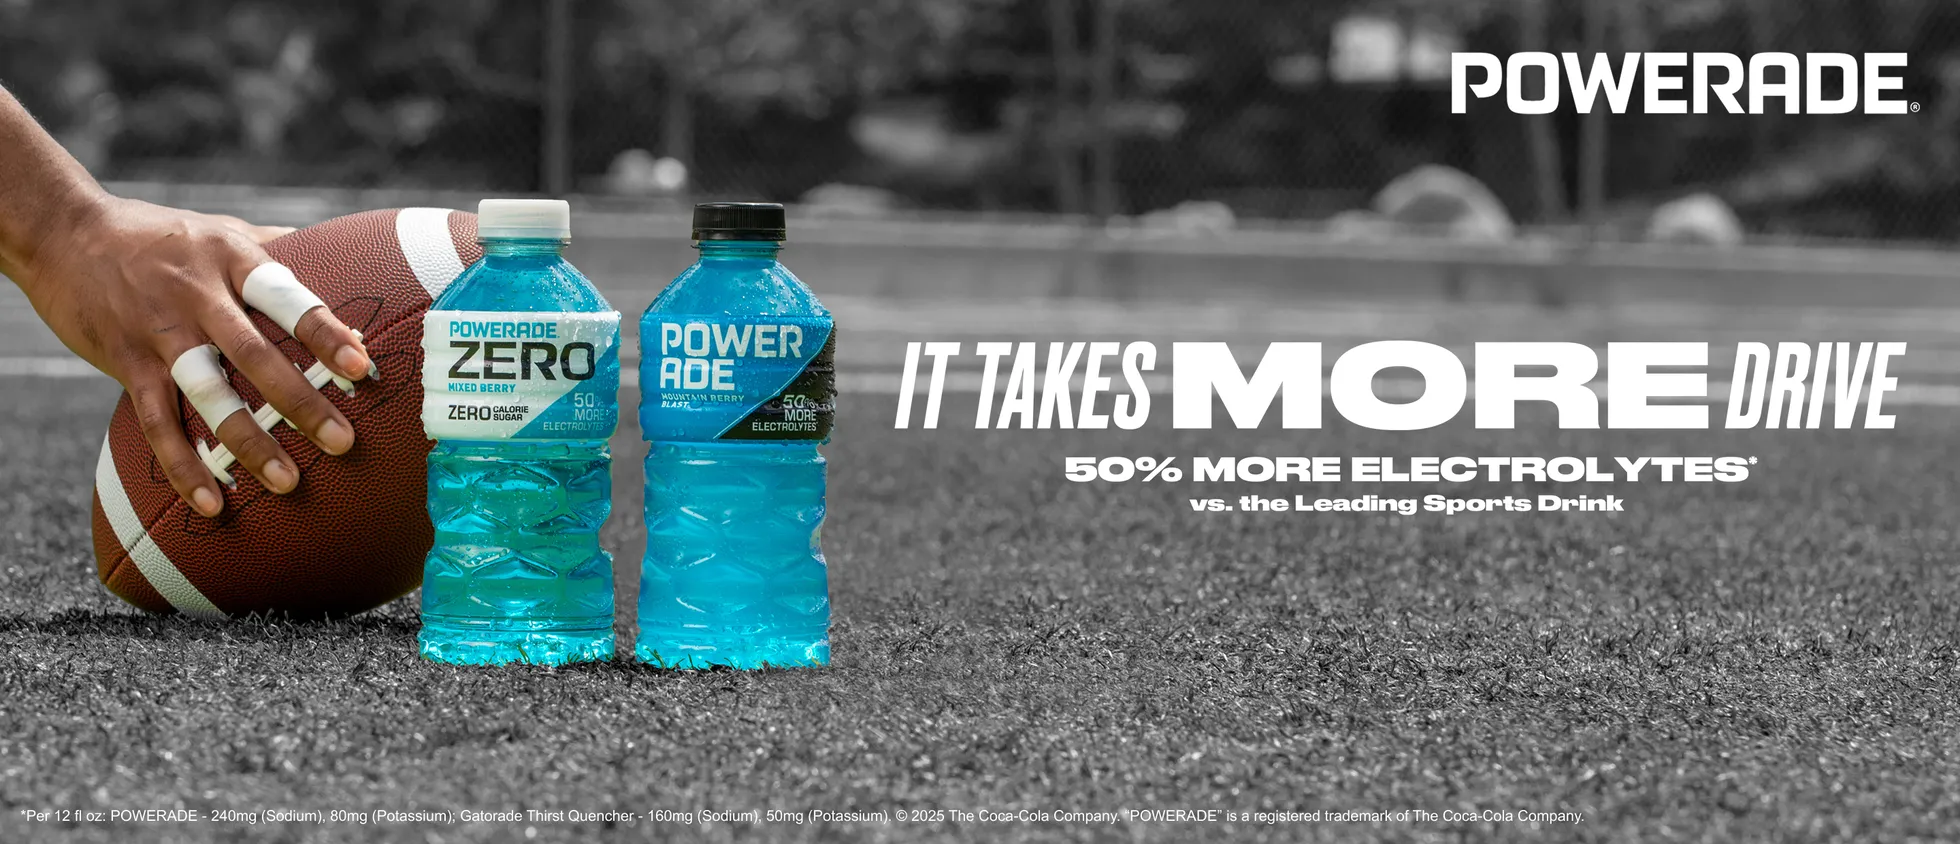 POWERADE®
POWERADE
ZERO
MIXED BERRY
ZERO CALORIE
SUGAR
50%
MORE
ELECTROLYTES
POWER
ADE
MOUNTAIN BERRY
BLAST
50%
MORE
ELECTROLYTES*
IT TAKES MORE DRIVE
50% MORE ELECTROLYTES*
vs. the Leading Sports Drink
*Per 12 fl oz: POWERADE - 240mg (Sodium), 80mg (Potassium); Gatorade Thirst Quencher - 160mg (Sodium), 50mg (Potassium). © 2025 The Coca-Cola Company. “POWERADE” is a registered trademark of The Coca-Cola Company.